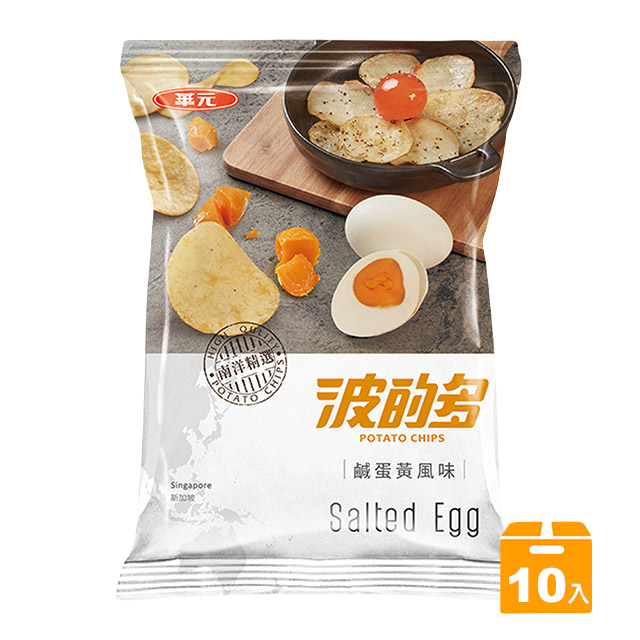 華元
HIGH QULITY
南洋精選
POTATO CHIPS
波的多
POTATO CHIPS
鹹蛋黃風味
Singapore
新加坡
Salted Egg
10入